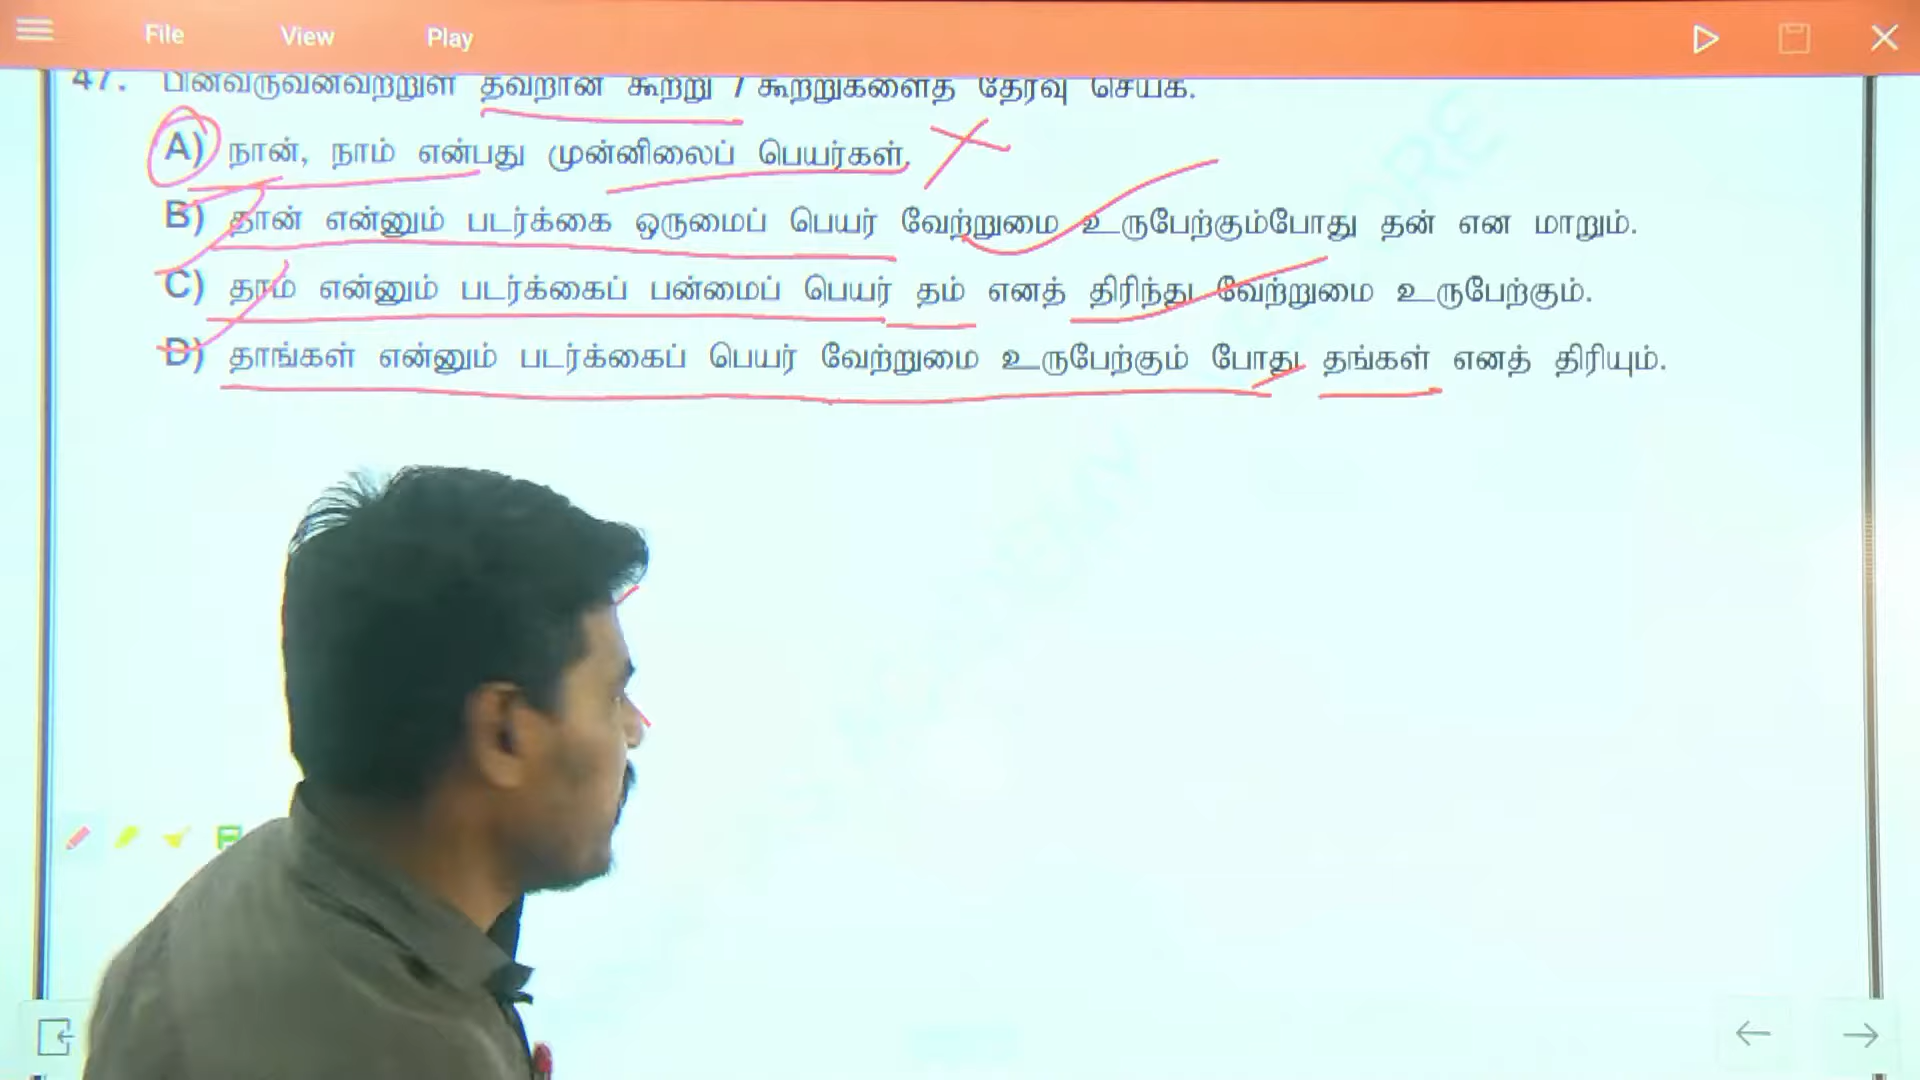 File View Play
47. பின்வருவனவற்றுள் தவறான கூற்று / கூற்றுகளைத் தேர்வு செய்க.
A) நான், நாம் என்பது முன்னிலைப் பெயர்கள்.
B) தான் என்னும் படர்க்கை ஒருமைப் பெயர் வேற்றுமை உருபேற்கும்போது தன் என மாறும்.
C) தாம் என்னும் படர்க்கைப் பன்மைப் பெயர் தம் எனத் திரிந்து வேற்றுமை உருபேற்கும்.
D) தாங்கள் என்னும் படர்க்கைப் பெயர் வேற்றுமை உருபேற்கும் போது தங்கள் எனத் திரியும்.